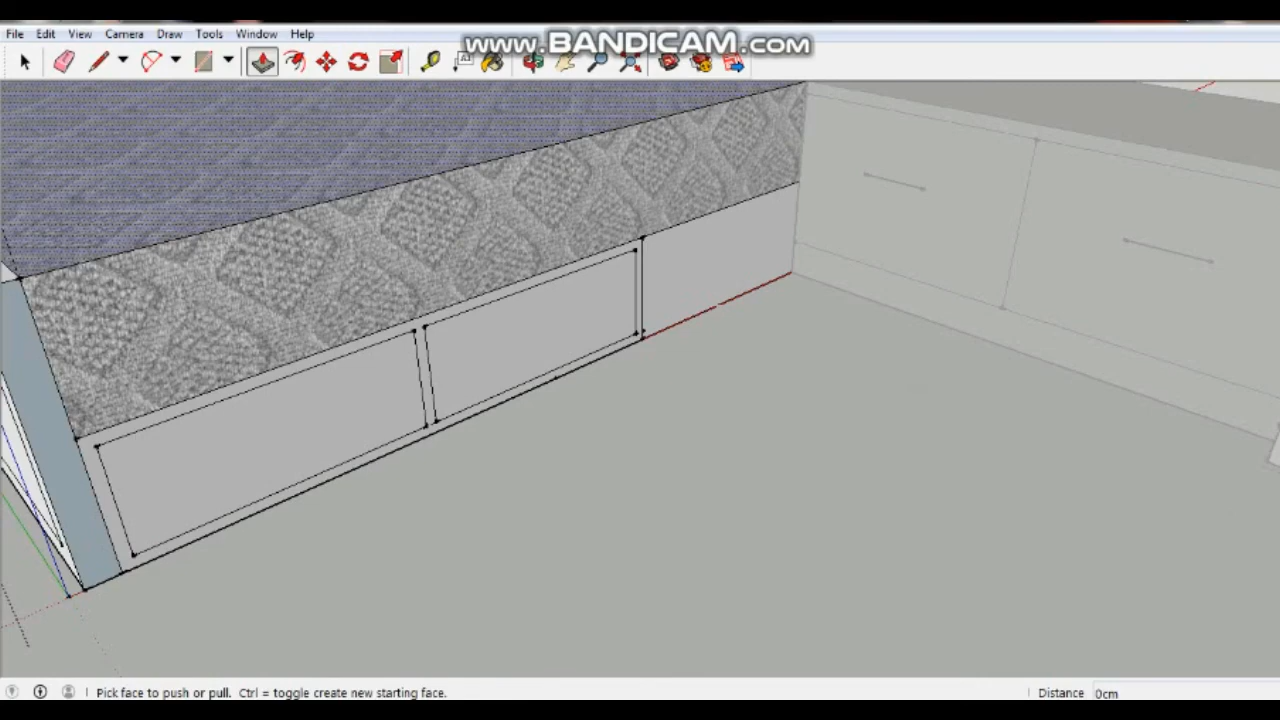 File Edit View Camera Draw Tools Window Help
www.BANDICAM.com
Pick face to push or pull. Ctrl = toggle create new starting face.
Distance 0cm